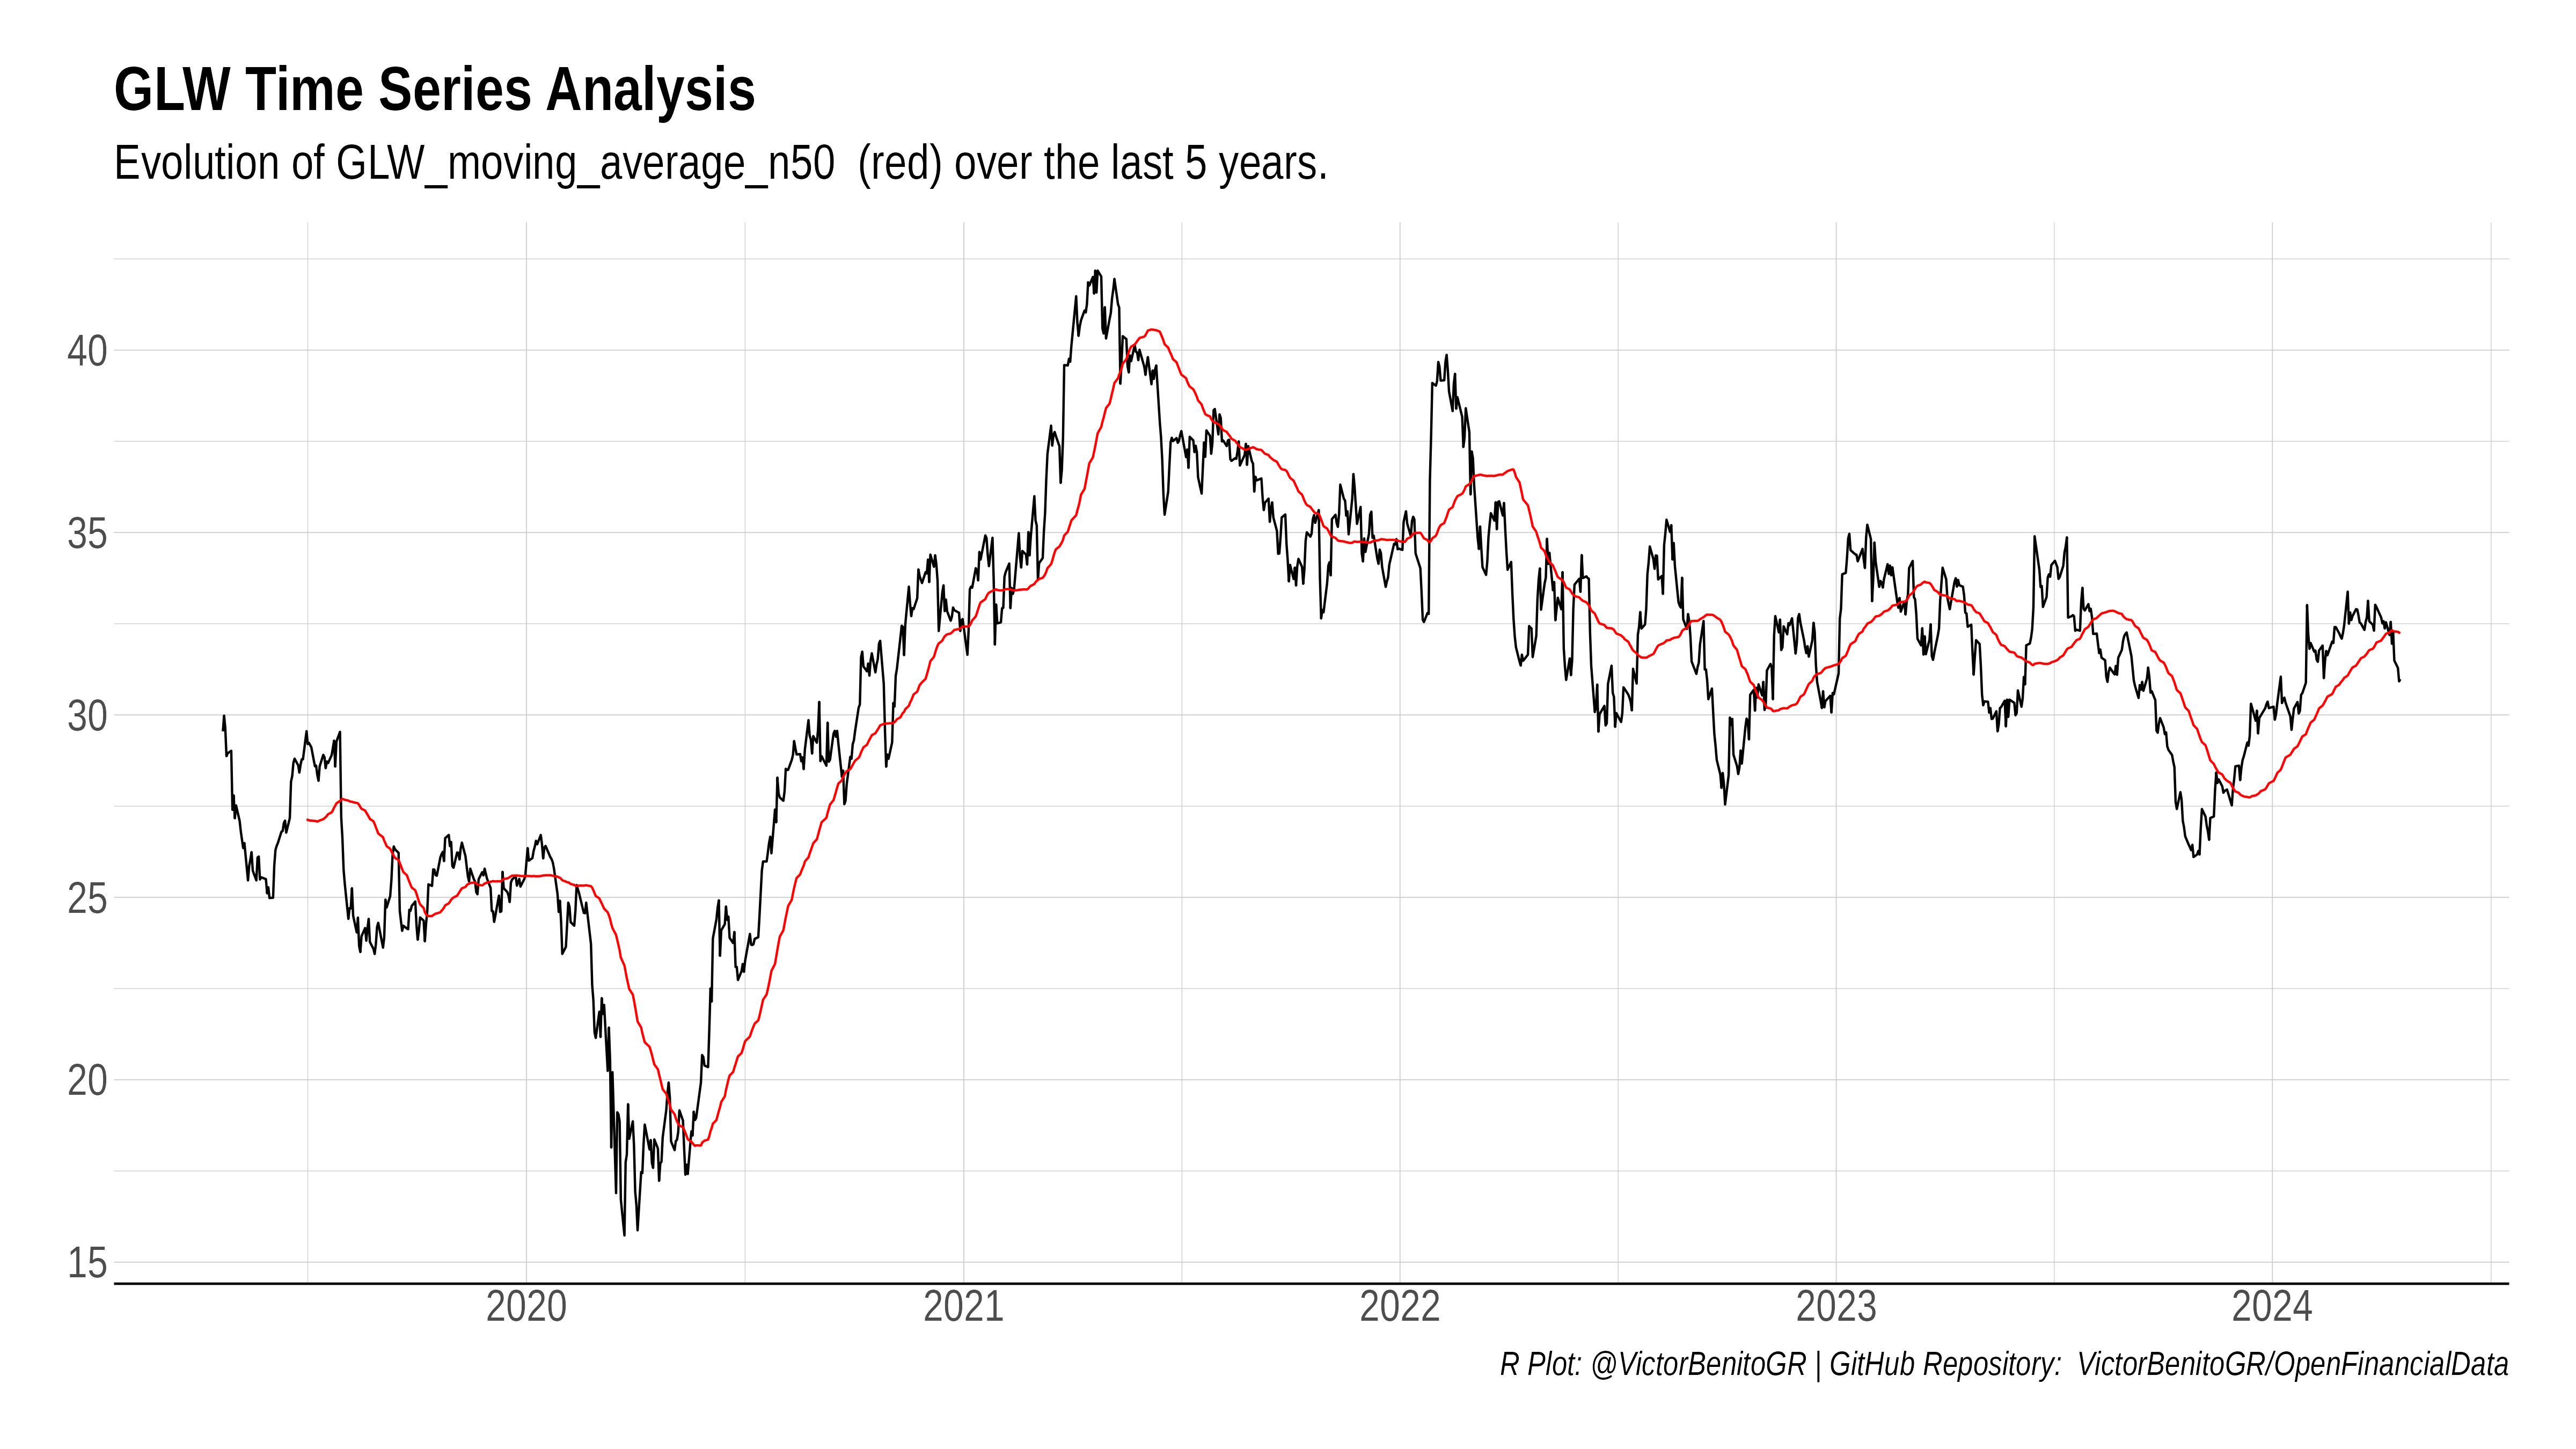 GLW Time Series Analysis
Evolution of GLW_moving_average_n50  (red) over the last 5 years.
40
35
30
25
20
15
2020 2021 2022 2023 2024
R Plot: @VictorBenitoGR | GitHub Repository:  VictorBenitoGR/OpenFinancialData